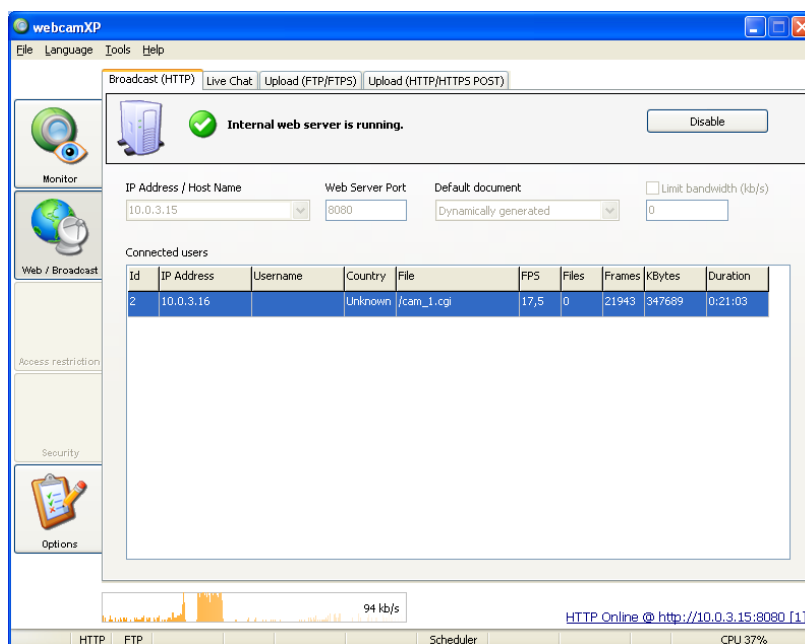 webcamXP
File Language Tools Help
Broadcast (HTTP) Live Chat Upload (FTP/FTPS) Upload (HTTP/HTTPS POST)
Internal web server is running. Disable
Monitor
IP Address / Host Name Web Server Port Default document Limit bandwidth (kb/s)
10.0.3.15 8080 Dynamically generated 0
Connected users
Web / Broadcast
Id IP Address Username Country File FPS Files Frames KBytes Duration
2 10.0.3.16 Unknown /cam_1.cgi 17,5 0 21943 347689 0:21:03
Access restriction
Security
Options
94 kb/s
HTTP Online @ http://10.0.3.15:8080 [1]
HTTP FTP Scheduler CPU 37%